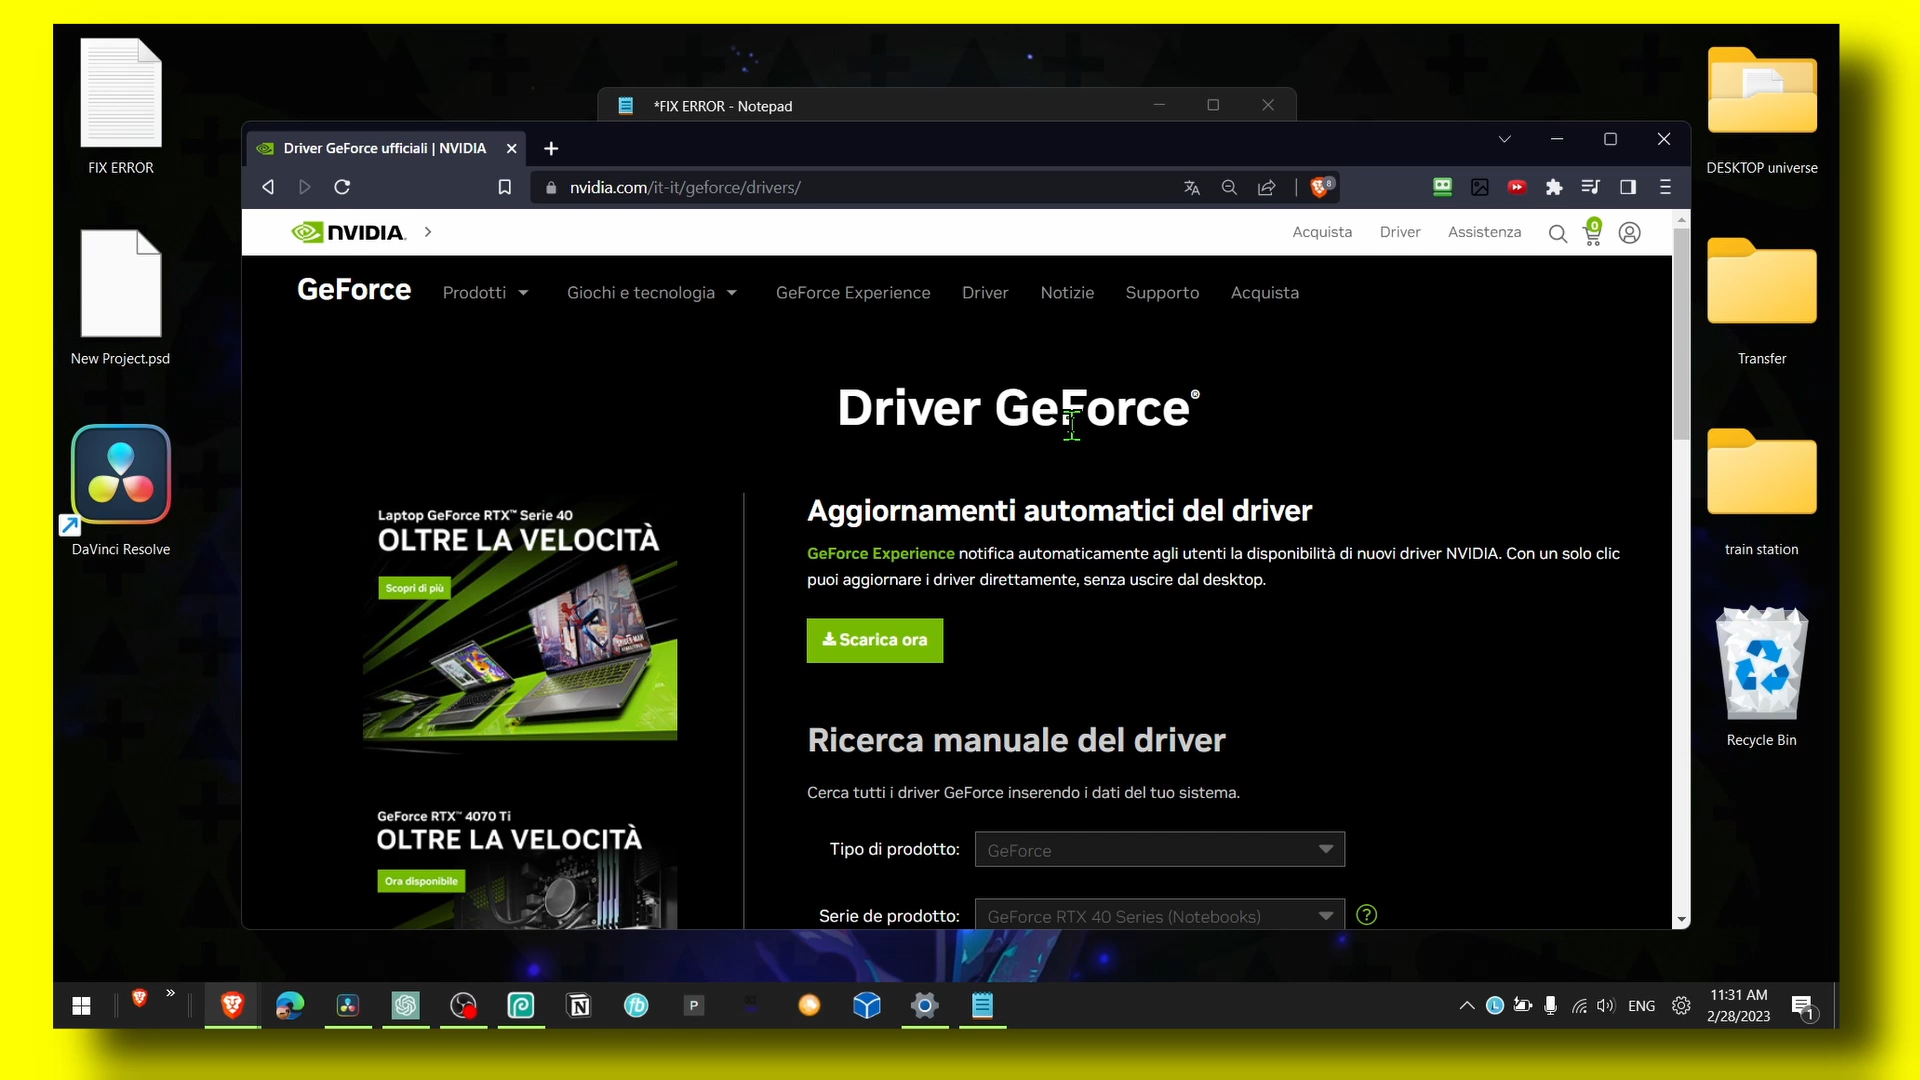 FIX ERROR
New Project.psd
DaVinci Resolve
DESKTOP universe
Transfer
train station
Recycle Bin
*FIX ERROR - Notepad
Driver GeForce ufficiali | NVIDIA
nvidia.com/it-it/geforce/drivers/
8
NVIDIA.
Acquista
Driver
Assistenza
0
GeForce
Prodotti
Giochi e tecnologia
GeForce Experience
Driver
Notizie
Supporto
Acquista
Driver GeForce®
Laptop GeForce RTX™ Serie 40
OLTRE LA VELOCITÀ
Scopri di più
GeForce RTX™ 4070 Ti
OLTRE LA VELOCITÀ
Ora disponibile
Aggiornamenti automatici del driver
GeForce Experience notifica automaticamente agli utenti la disponibilità di nuovi driver NVIDIA. Con un solo clic
puoi aggiornare i driver direttamente, senza uscire dal desktop.
Scarica ora
Ricerca manuale del driver
Cerca tutti i driver GeForce inserendo i dati del tuo sistema.
Tipo di prodotto:
GeForce
Serie de prodotto:
GeForce RTX 40 Series (Notebooks)
?
ENG
11:31 AM
2/28/2023
1